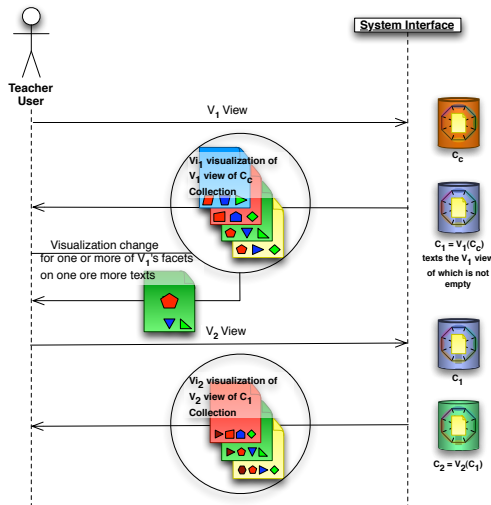 System Interface
Teacher
User
V1 View
Cc
Vi1 visualization of
V1 view of Cc
Collection
C1 = V1(Cc)
texts the V1 view
of which is not
empty
Visualization change
for one or more of V1's facets
on one ore more texts
V2 View
C1
Vi2 visualization of
V2 view of C1
Collection
C2 = V2(C1)